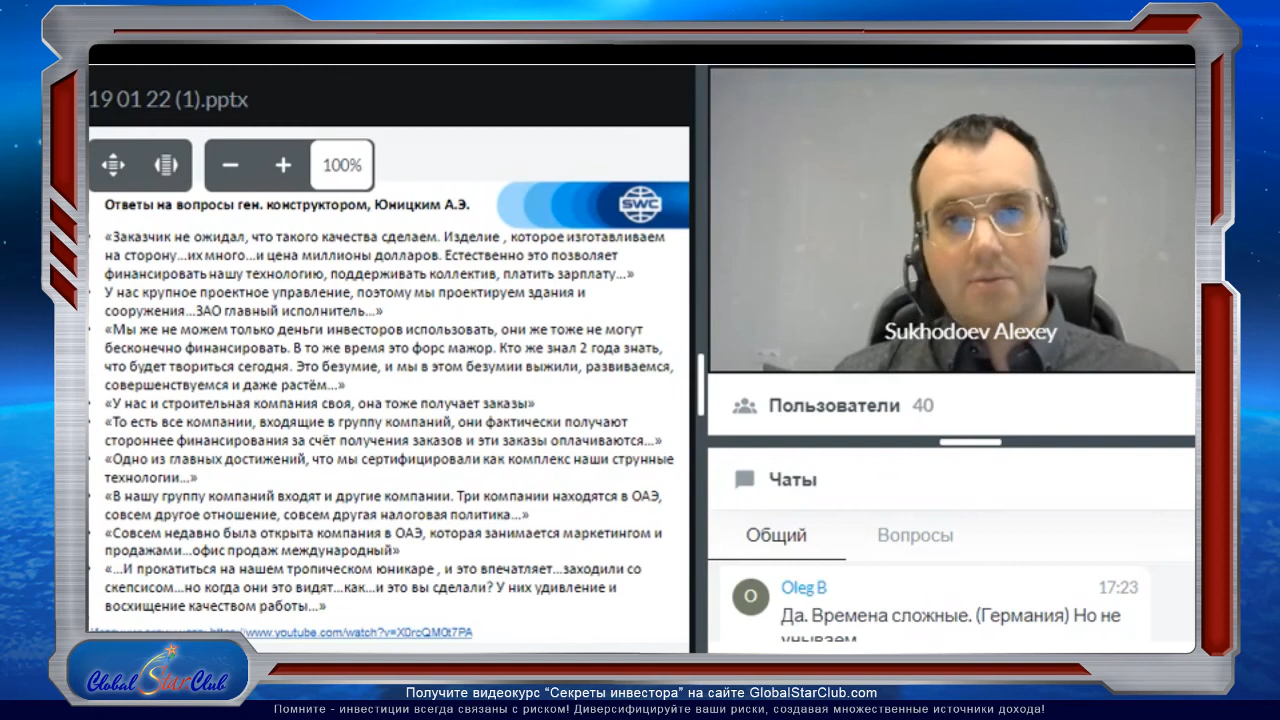 19 01 22 (1).pptx
100%
SWC
Ответы на вопросы ген. конструктором, Юницким А.Э.
«Заказчик не ожидал, что такого качества сделаем. Изделие , которое изготавливаем
на сторону...их много...и цена миллионы долларов. Естественно это позволяет
финансировать нашу технологию, поддерживать коллектив, платить зарплату...»
У нас крупное проектное управление, поэтому мы проектируем здания и
сооружения...ЗАО главный исполнитель...»
«Мы же не можем только деньги инвесторов использовать, они же тоже не могут
бесконечно финансировать. В то же время это форс мажор. Кто же знал 2 года знать,
что будет твориться сегодня. Это безумие, и мы в этом безумии выжили, развиваемся,
совершенствуемся и даже растём...»
«У нас и строительная компания своя, она тоже получает заказы»
«То есть все компании, входящие в группу компаний, они фактически получают
стороннее финансирования за счёт получения заказов и эти заказы оплачиваются...»
«Одно из главных достижений, что мы сертифицировали как комплекс наши струнные
технологии...»
«В нашу группу компаний входят и другие компании. Три компании находятся в ОАЭ,
совсем другое отношение, совсем другая налоговая политика...»
«Совсем недавно была открыта компания в ОАЭ, которая занимается маркетингом и
продажами...офис продаж международный»
«...И прокатиться на нашем тропическом юникаре , и это впечатляет...заходили со
скепсисом...но когда они это видят...как...и это вы сделали? У них удивление и
восхищение качеством работы...»
https://www.youtube.com/watch?v=X0rcQM0t7PA
Sukhodoev Alexey
Пользователи 40
Чаты
Общий Вопросы
O
Oleg B 17:23
Да. Времена сложные. (Германия) Но не
унываем
Global Star Club
Получите видеокурс “Секреты инвестора” на сайте GlobalStarClub.com
Помните - инвестиции всегда связаны с риском! Диверсифицируйте ваши риски, создавая множественные источники дохода!